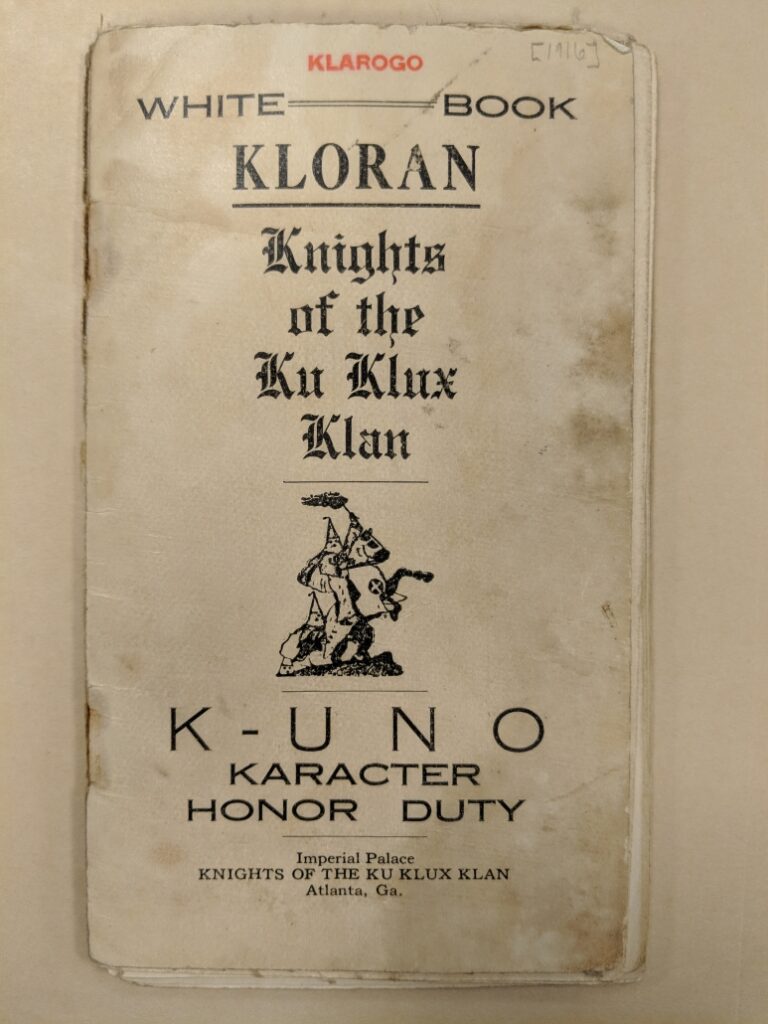 KLAROGO
[1916]
WHITE BOOK
KLORAN
Knights
of the
Ku Klux
Klan
K-UNO
KARACTER
HONOR DUTY
Imperial Palace
KNIGHTS OF THE KU KLUX KLAN
Atlanta, Ga.